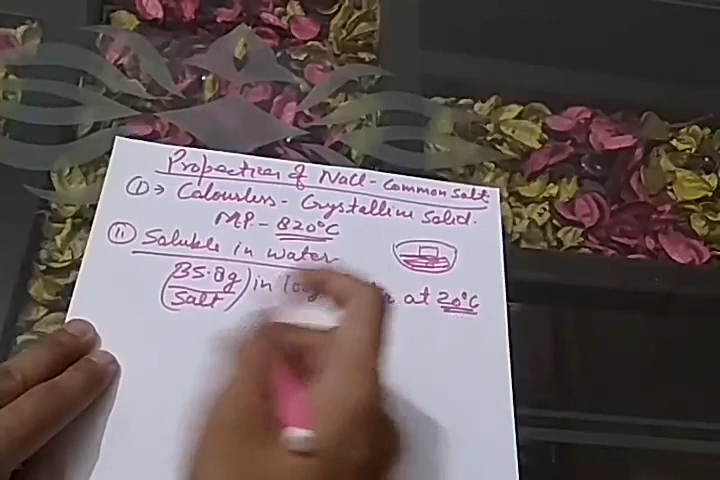 Properties of NaCl - Common Salt
(I) → Colourless - Crystalline Solid.
MP - 820°C
(II) Soluble in water
(35.8g salt) in at 20°C